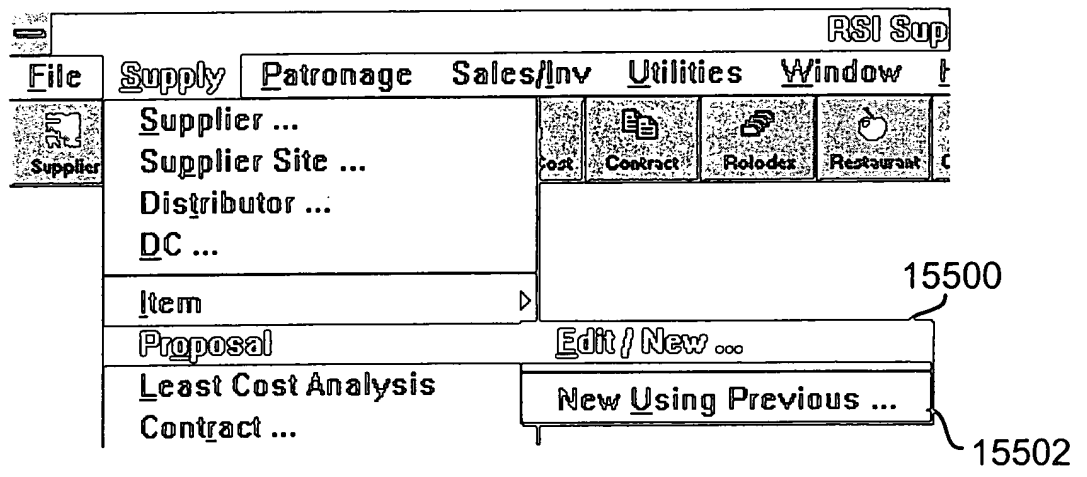 RSI Sup
File Supply Patronage Sales/Inv Utilities Window
Supplier Cost Contract Rolodex Restaurant
Supplier ...
Supplier Site ...
Distributor ...
DC ...
Item
15500
Proposal Edit / New ...
Least Cost Analysis New Using Previous ...
Contract ...
15502